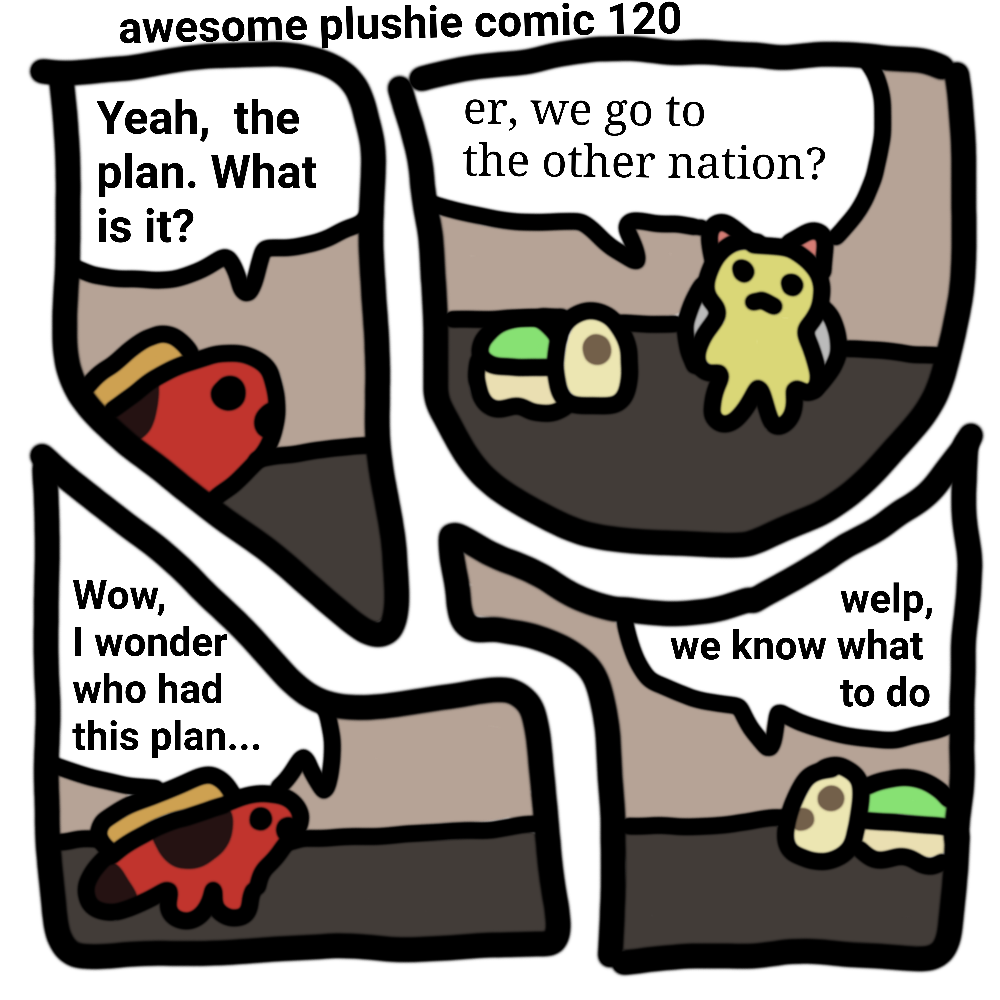 awesome plushie comic 120
Yeah, the
plan. What
is it?
er, we go to
the other nation?
Wow,
I wonder
who had
this plan...
welp,
we know what
to do